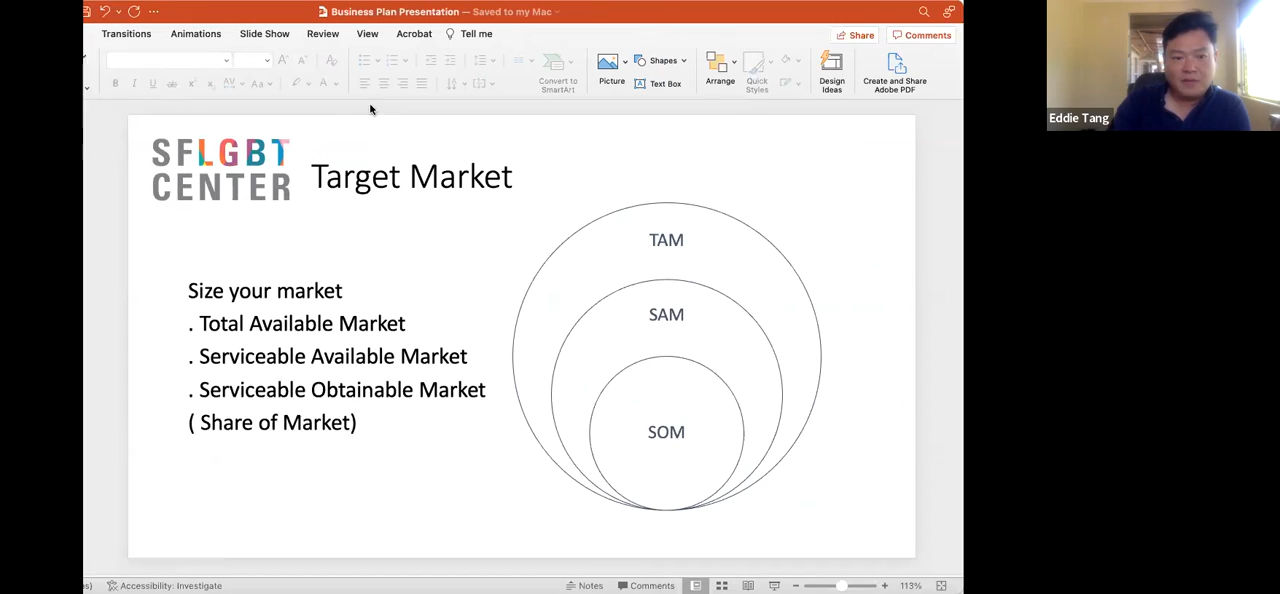 Business Plan Presentation — Saved to my Mac
Transitions Animations Slide Show Review View Acrobat Tell me
Share Comments
Convert to SmartArt
Picture
Shapes
Text Box
Arrange
Quick Styles
Design Ideas
Create and Share Adobe PDF
Eddie Tang
SFLGBT
CENTER
Target Market
Size your market
. Total Available Market
. Serviceable Available Market
. Serviceable Obtainable Market
( Share of Market)
TAM
SAM
SOM
Accessibility: Investigate
Notes Comments 113%